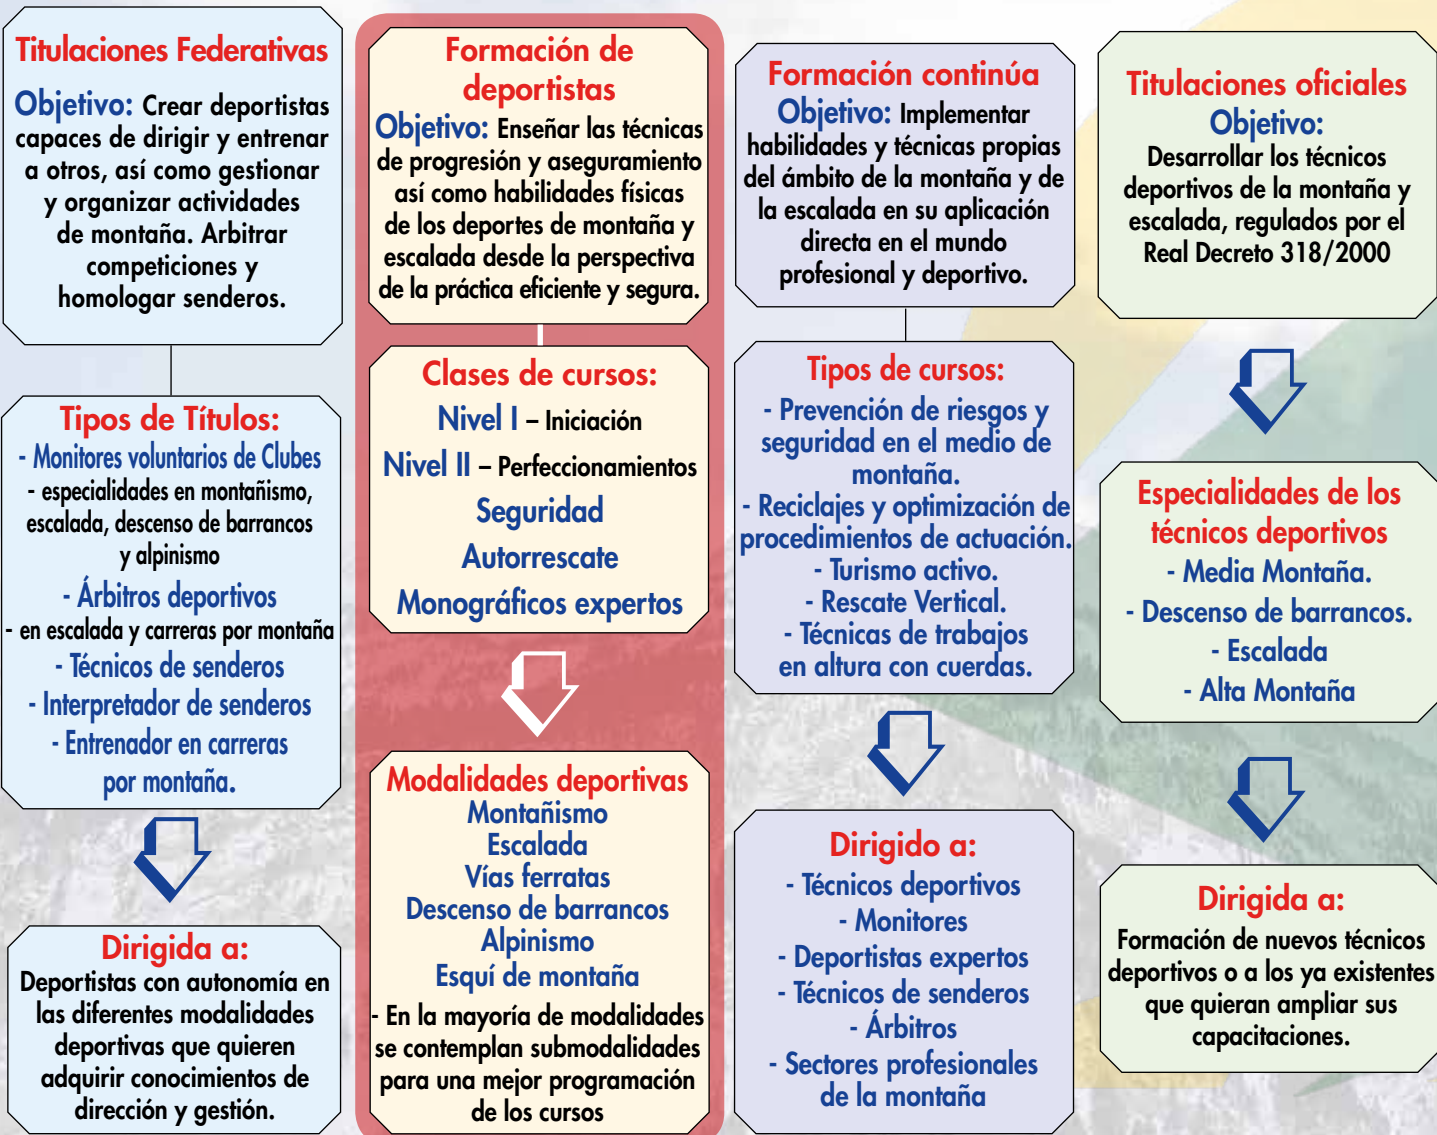 Titulaciones Federativas
Objetivo: Crear deportistas
capaces de dirigir y entrenar
a otros, así como gestionar
y organizar actividades
de montaña. Arbitrar
competiciones y
homologar senderos.
Tipos de Títulos:
- Monitores voluntarios de Clubes
- especialidades en montañismo,
escalada, descenso de barrancos
y alpinismo
- Árbitros deportivos
- en escalada y carreras por montaña
- Técnicos de senderos
- Interpretador de senderos
- Entrenador en carreras
por montaña.
Dirigida a:
Deportistas con autonomía en
las diferentes modalidades
deportivas que quieren
adquirir conocimientos de
dirección y gestión.
Formación de
deportistas
Objetivo: Enseñar las técnicas
de progresión y aseguramiento
así como habilidades físicas
de los deportes de montaña y
escalada desde la perspectiva
de la práctica eficiente y segura.
Clases de cursos:
Nivel I – Iniciación
Nivel II – Perfeccionamientos
Seguridad
Autorrescate
Monográficos expertos
Modalidades deportivas
Montañismo
Escalada
Vías ferratas
Descenso de barrancos
Alpinismo
Esquí de montaña
- En la mayoría de modalidades
se contemplan submodalidades
para una mejor programación
de los cursos
Formación continúa
Objetivo: Implementar
habilidades y técnicas propias
del ámbito de la montaña y de
la escalada en su aplicación
directa en el mundo
profesional y deportivo.
Tipos de cursos:
- Prevención de riesgos y
seguridad en el medio de
montaña.
- Reciclajes y optimización de
procedimientos de actuación.
- Turismo activo.
- Rescate Vertical.
- Técnicas de trabajos
en altura con cuerdas.
Dirigido a:
- Técnicos deportivos
- Monitores
- Deportistas expertos
- Técnicos de senderos
- Árbitros
- Sectores profesionales
de la montaña
Titulaciones oficiales
Objetivo:
Desarrollar los técnicos
deportivos de la montaña y
escalada, regulados por el
Real Decreto 318/2000
Especialidades de los
técnicos deportivos
- Media Montaña.
- Descenso de barrancos.
- Escalada
- Alta Montaña
Dirigida a:
Formación de nuevos técnicos
deportivos o a los ya existentes
que quieran ampliar sus
capacitaciones.